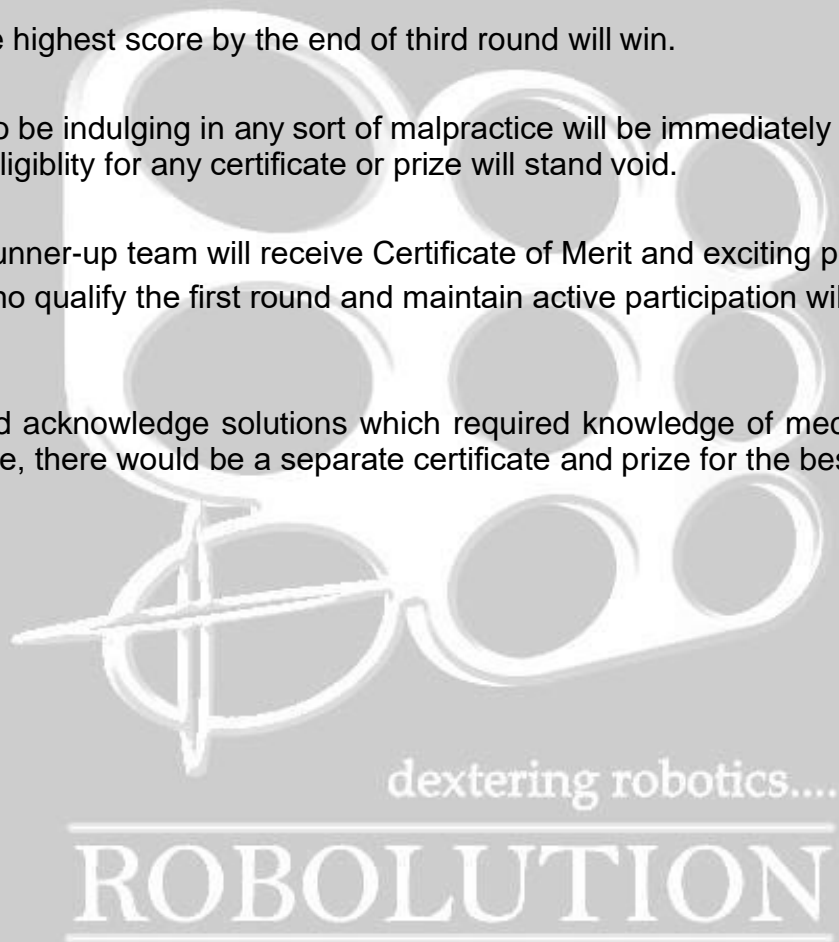 e highest score by the end of third round will win.
o be indulging in any sort of malpractice will be immediately
ligiblity for any certificate or prize will stand void.
unner-up team will receive Certificate of Merit and exciting p
no qualify the first round and maintain active participation wil
d acknowledge solutions which required knowledge of mec
e, there would be a separate certificate and prize for the bes
dextering robotics....
ROBOLUTION